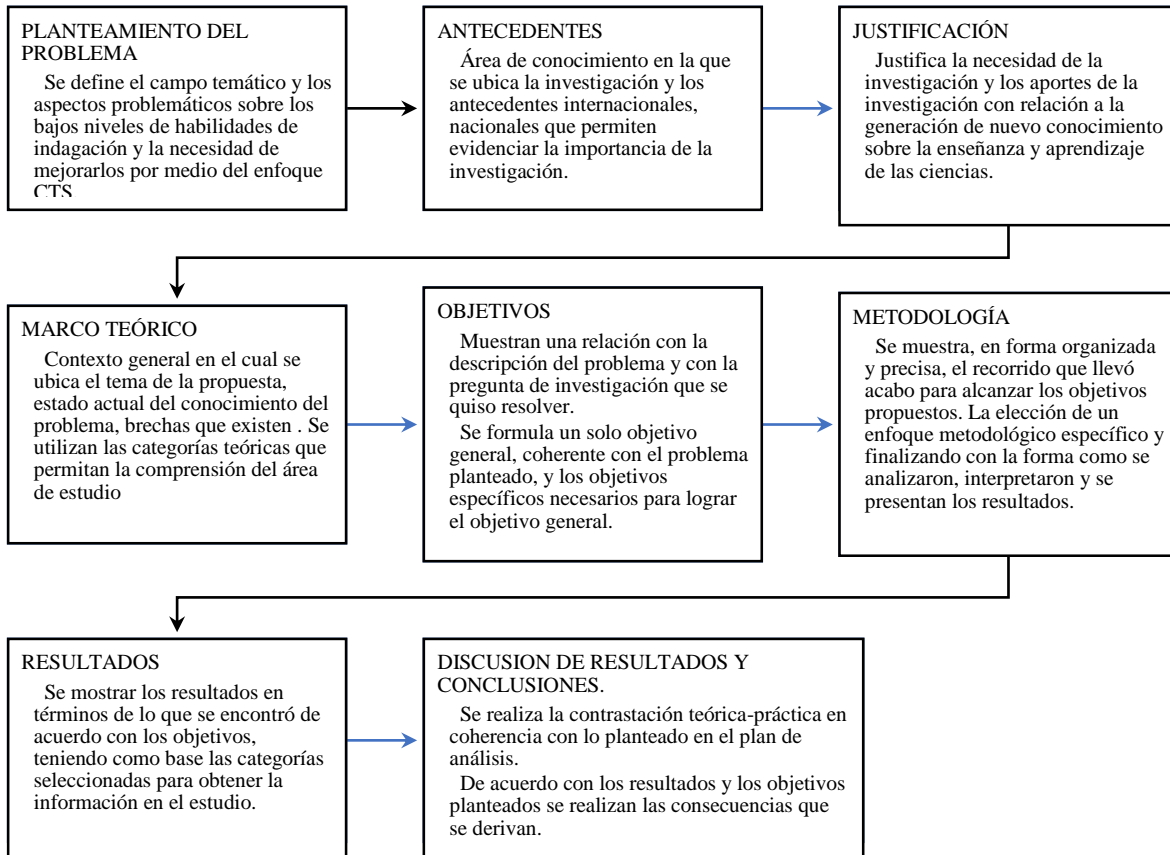 PLANTEAMIENTO DEL
PROBLEMA
Se define el campo temático y los
aspectos problemáticos sobre los
bajos niveles de habilidades de
indagación y la necesidad de
mejorarlos por medio del enfoque
CTS
ANTECEDENTES
Área de conocimiento en la que
se ubica la investigación y los
antecedentes internacionales,
nacionales que permiten
evidenciar la importancia de la
investigación.
JUSTIFICACIÓN
Justifica la necesidad de la
investigación y los aportes de la
investigación con relación a la
generación de nuevo conocimiento
sobre la enseñanza y aprendizaje
de las ciencias.
MARCO TEÓRICO
Contexto general en el cual se
ubica el tema de la propuesta,
estado actual del conocimiento del
problema, brechas que existen . Se
utilizan las categorías teóricas que
permitan la comprensión del área
de estudio
OBJETIVOS
Muestran una relación con la
descripción del problema y con la
pregunta de investigación que se
quiso resolver.
Se formula un solo objetivo
general, coherente con el problema
planteado, y los objetivos
específicos necesarios para lograr
el objetivo general.
METODOLOGÍA
Se muestra, en forma organizada
y precisa, el recorrido que llevó
acabo para alcanzar los objetivos
propuestos. La elección de un
enfoque metodológico específico y
finalizando con la forma como se
analizaron, interpretaron y se
presentan los resultados.
RESULTADOS
Se mostrar los resultados en
términos de lo que se encontró de
acuerdo con los objetivos,
teniendo como base las categorías
seleccionadas para obtener la
información en el estudio.
DISCUSION DE RESULTADOS Y
CONCLUSIONES.
Se realiza la contrastación teórica-práctica en
coherencia con lo planteado en el plan de
análisis.
De acuerdo con los resultados y los objetivos
planteados se realizan las consecuencias que
se derivan.